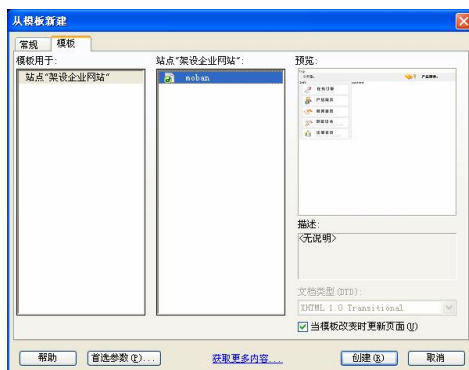 从模板新建
常规 模板
模板用于:
站点"架设企业网站"
站点"架设企业网站":
noban
预览:
描述:
<无说明>
文档类型(DTD):
XHTML 1.0 Transitional
当模板改变时更新页面(U)
帮助
首选参数(P)...
获取更多内容...
创建(R)
取消